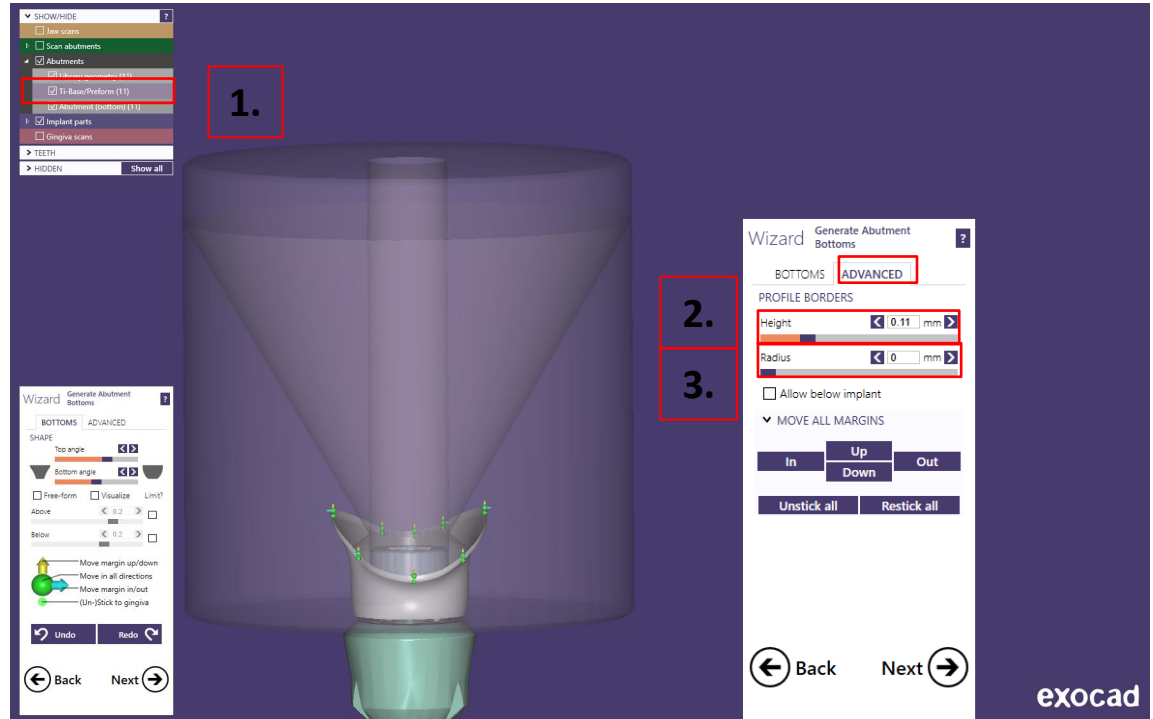 SHOW/HIDE
?
Jaw scans
Scan abutments
Abutments
Library geometry (11)
Ti-Base/Preform (11)
Abutment (bottom) (11)
Implant parts
Gingiva scans
TEETH
HIDDEN
Show all
1.
2.
3.
Wizard
Generate Abutment
Bottoms
?
BOTTOMS ADVANCED
SHAPE
Top angle
Bottom angle
Free-form Visualize Limit?
Above 0.2
Below 0.2
Move margin up/down
Move in all directions
Move margin in/out
(Un-)Stick to gingiva
Undo Redo
Back Next
Wizard
Generate Abutment
Bottoms
?
BOTTOMS ADVANCED
PROFILE BORDERS
Height 0.11 mm
Radius 0 mm
Allow below implant
MOVE ALL MARGINS
Up
In Out
Down
Unstick all Restick all
Back Next
exocad